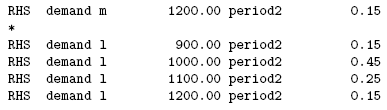 RHS demand m 1200.00 period2 0.15
*
RHS demand l 900.00 period2 0.15
RHS demand l 1000.00 period2 0.45
RHS demand l 1100.00 period2 0.25
RHS demand l 1200.00 period2 0.15